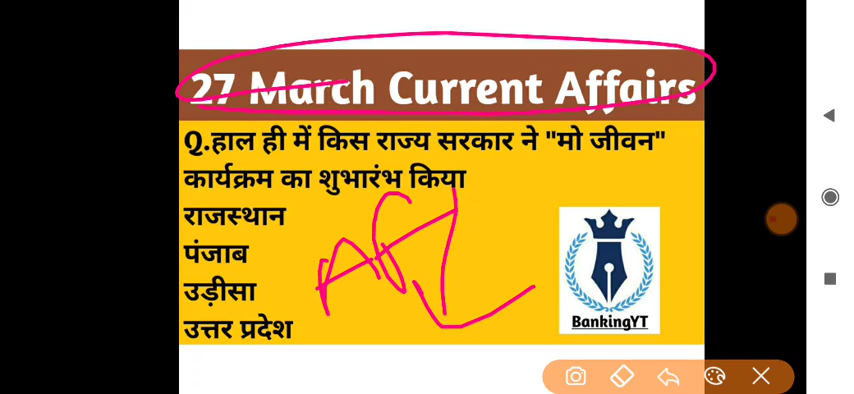 27 March Current Affairs
Q.हाल ही में किस राज्य सरकार ने "मो जीवन"
कार्यक्रम का शुभारंभ किया
राजस्थान
पंजाब
उड़ीसा
उत्तर प्रदेश
BankingYT